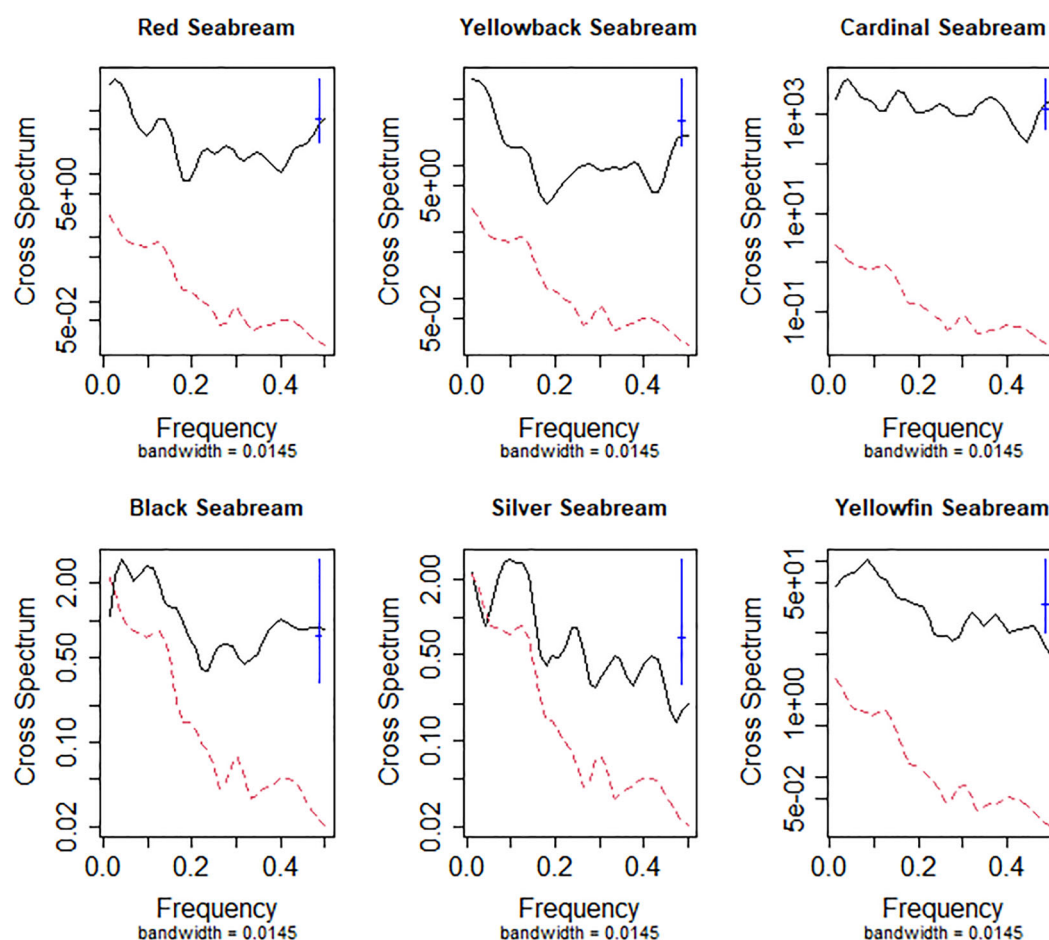 Red Seabream
Yellowback Seabream
Cardinal Seabream
Cross Spectrum
5e-02
5e+00
0.0
0.2
0.4
Frequency
bandwidth = 0.0145
Cross Spectrum
5e-02
5e+00
0.0
0.2
0.4
Frequency
bandwidth = 0.0145
Cross Spectrum
1e-01
1e+01
1e+03
0.0
0.2
0.4
Frequency
bandwidth = 0.0145
Black Seabream
Silver Seabream
Yellowfin Seabream
Cross Spectrum
0.02
0.10
0.50
2.00
0.0
0.2
0.4
Frequency
bandwidth = 0.0145
Cross Spectrum
0.02
0.10
0.50
2.00
0.0
0.2
0.4
Frequency
bandwidth = 0.0145
Cross Spectrum
5e-02
1e+00
5e+01
0.0
0.2
0.4
Frequency
bandwidth = 0.0145